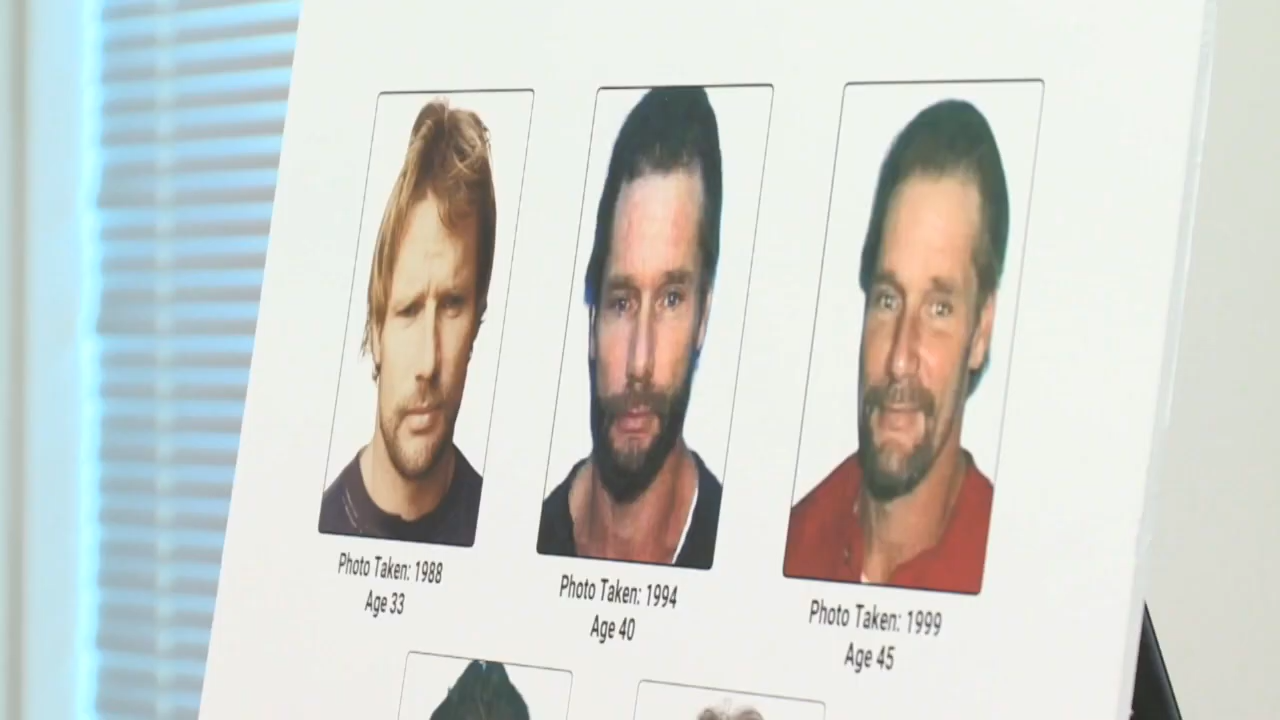 Photo Taken: 1988
Age 33
Photo Taken: 1994
Age 40
Photo Taken: 1999
Age 45